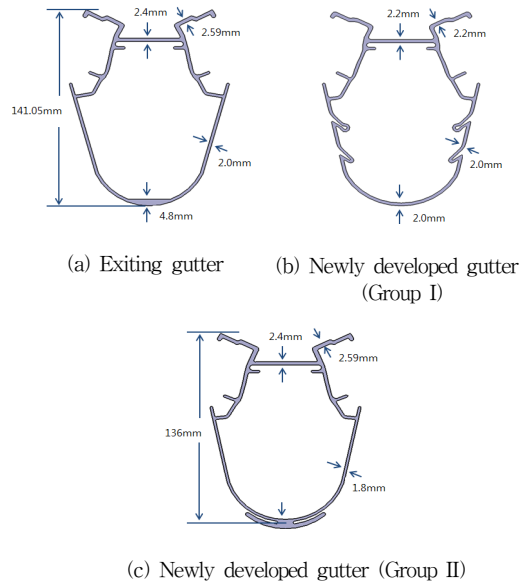 2.4mm
2.59mm
141.05mm
2.0mm
4.8mm
2.2mm
2.2mm
2.0mm
2.0mm
(a) Exiting gutter
(b) Newly developed gutter
(Group I)
2.4mm
2.59mm
136mm
1.8mm
(c) Newly developed gutter (Group II)